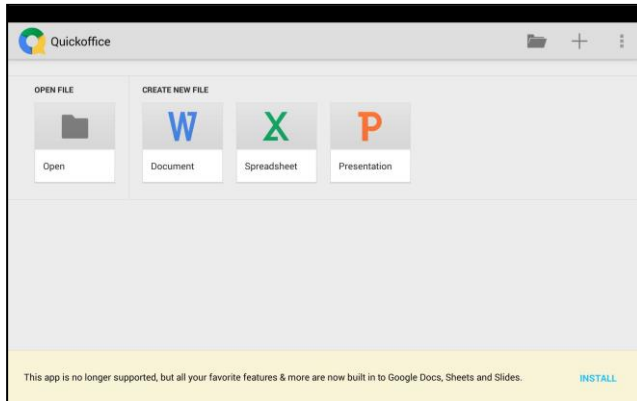 Quickoffice
OPEN FILE
CREATE NEW FILE
W
X
P
Open
Document
Spreadsheet
Presentation
This app is no longer supported, but all your favorite features & more are now built in to Google Docs, Sheets and Slides.
INSTALL